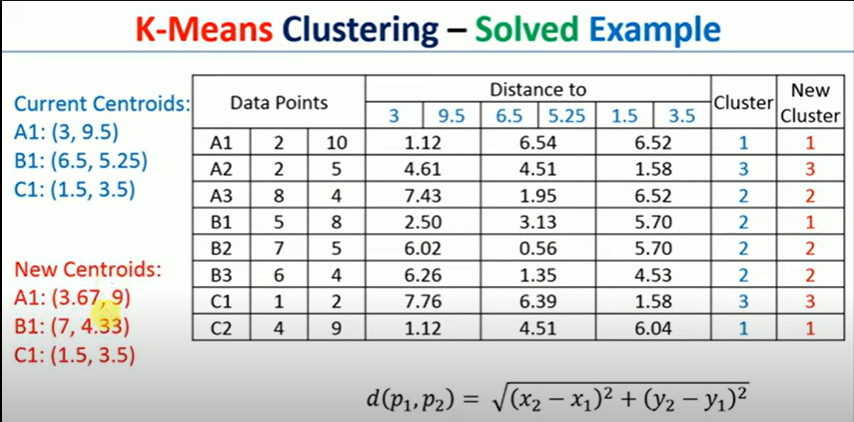 K-Means Clustering – Solved Example
Current Centroids:
A1: (3, 9.5)
B1: (6.5, 5.25)
C1: (1.5, 3.5)
New Centroids:
A1: (3.67, 9)
B1: (7, 4.33)
C1: (1.5, 3.5)
Data Points Distance to Cluster New Cluster
3 9.5 6.5 5.25 1.5 3.5
A1 2 10 1.12 6.54 6.52 1 1
A2 2 5 4.61 4.51 1.58 3 3
A3 8 4 7.43 1.95 6.52 2 2
B1 5 8 2.50 3.13 5.70 2 1
B2 7 5 6.02 0.56 5.70 2 2
B3 6 4 6.26 1.35 4.53 2 2
C1 1 2 7.76 6.39 1.58 3 3
C2 4 9 1.12 4.51 6.04 1 1
d(p₁, p₂) = √(x₂ − x₁)² + (y₂ − y₁)²